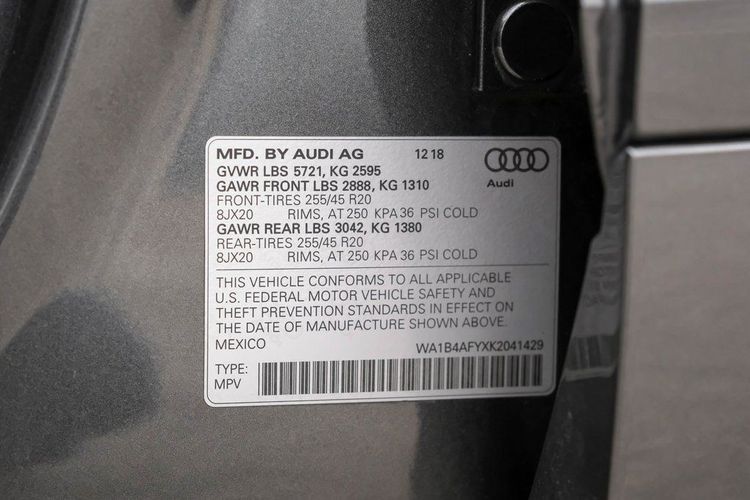 MFD. BY AUDI AG 12 18
Audi
GVWR LBS 5721, KG 2595
GAWR FRONT LBS 2888, KG 1310
FRONT-TIRES 255/45 R20
8JX20 RIMS, AT 250 KPA 36 PSI COLD
GAWR REAR LBS 3042, KG 1380
REAR-TIRES 255/45 R20
8JX20 RIMS, AT 250 KPA 36 PSI COLD
THIS VEHICLE CONFORMS TO ALL APPLICABLE
U.S. FEDERAL MOTOR VEHICLE SAFETY AND
THEFT PREVENTION STANDARDS IN EFFECT ON
THE DATE OF MANUFACTURE SHOWN ABOVE.
MEXICO WA1B4AFYXK2041429
TYPE:
MPV